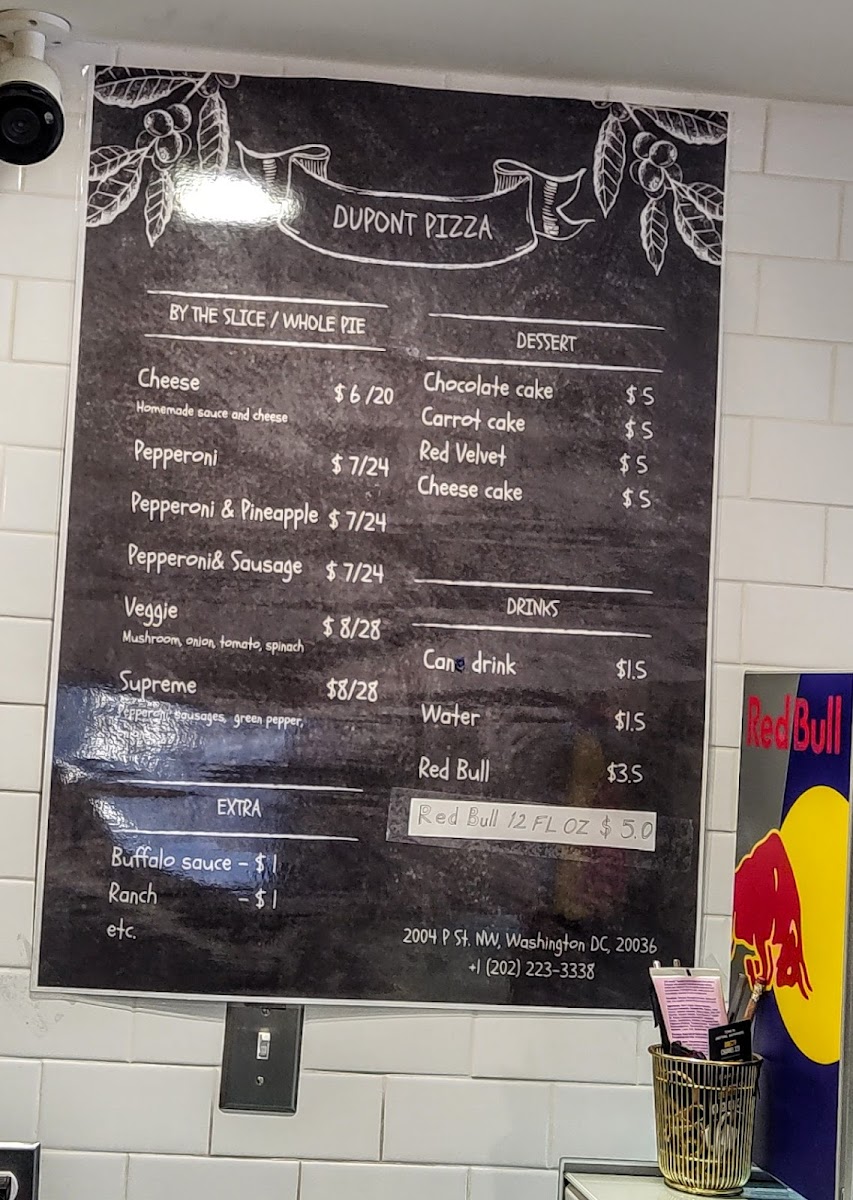 DUPONT PIZZA
BY THE SLICE / WHOLE PIE
Cheese $6/20
Homemade sauce and cheese
Pepperoni $7/24
Pepperoni & Pineapple $7/24
Pepperoni& Sausage $7/24
Veggie $8/28
Mushroom, onion, tomato, spinach
Supreme $8/28
Pepperoni, sausages, green pepper,
EXTRA
Buffalo sauce - $1
Ranch - $1
etc.
DESSERT
Chocolate cake $5
Carrot cake $5
Red Velvet $5
Cheese cake $5
DRINKS
Can drink $1.5
Water $1.5
Red Bull $3.5
Red Bull 12 FL OZ $ 5.0
2004 P St. NW, Washington DC, 20036
+1 (202) 223-3338
Red Bull